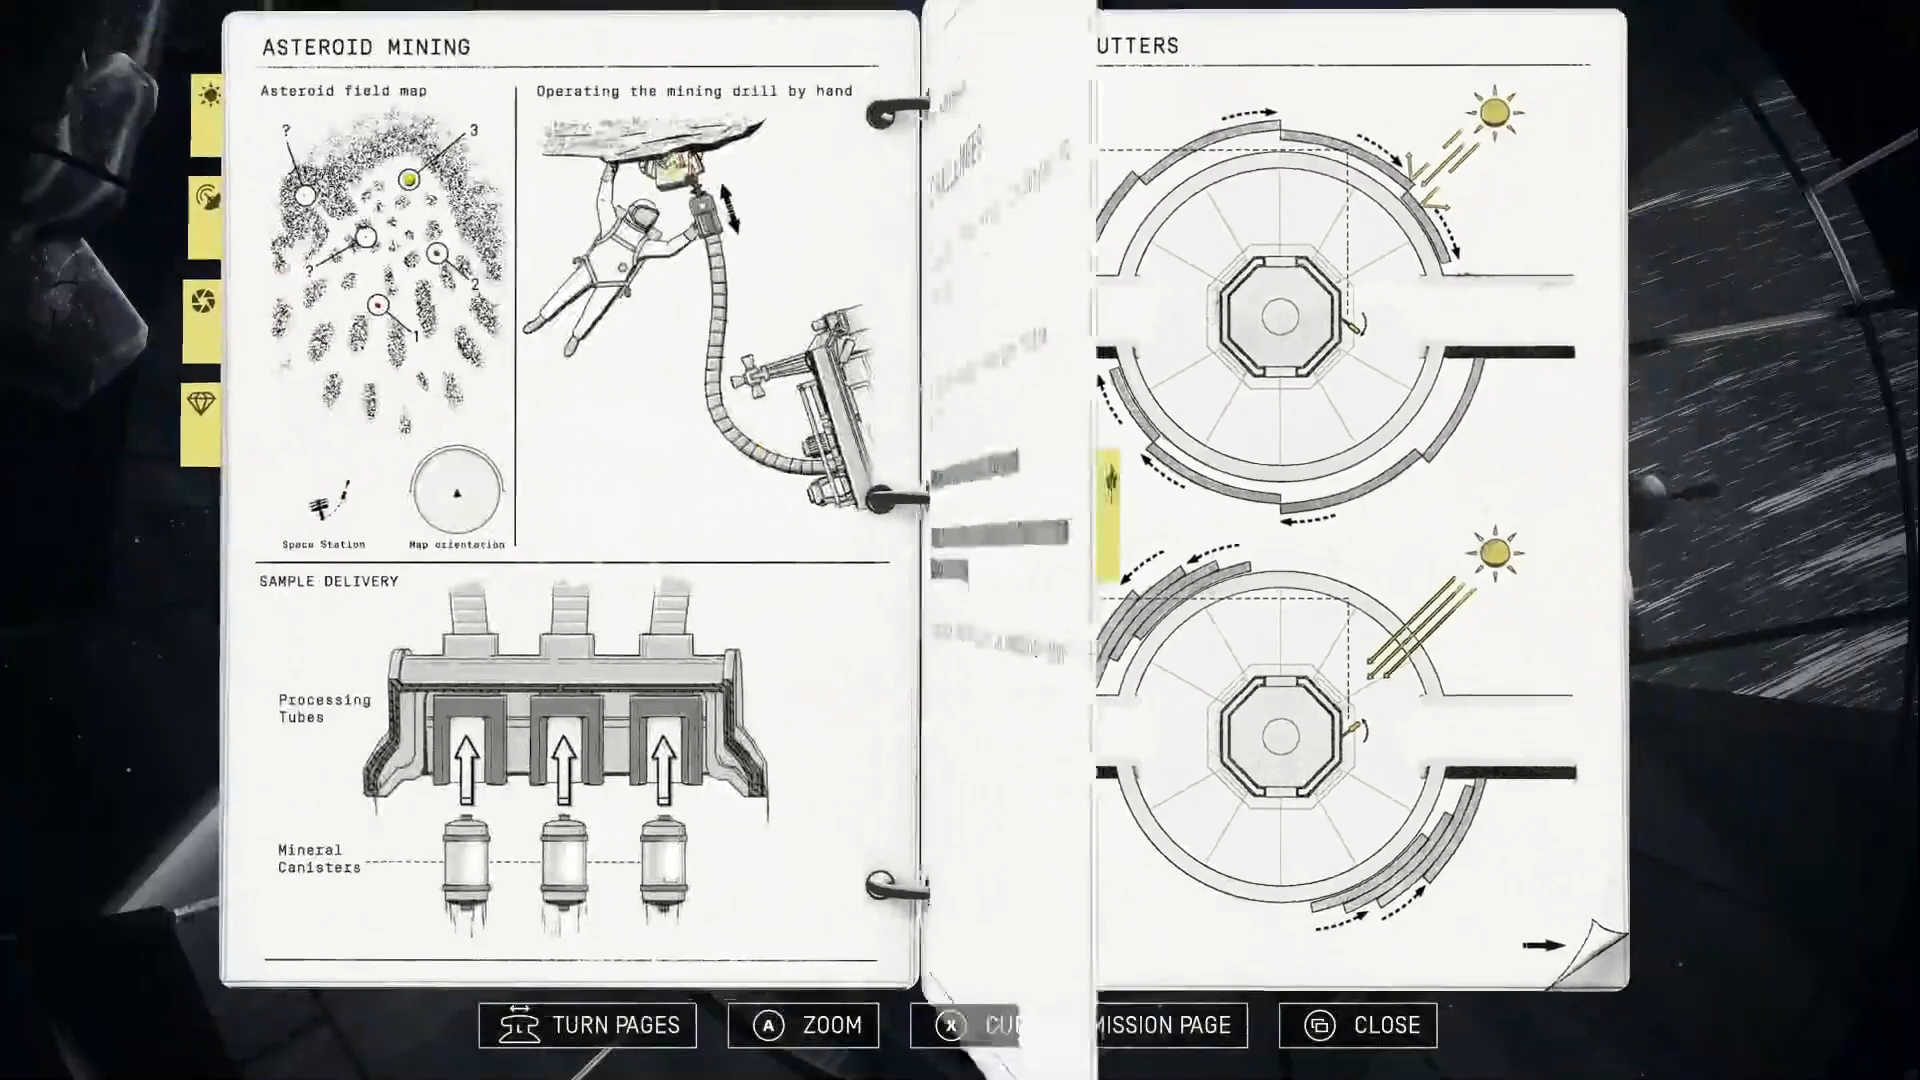 ASTEROID MINING
Asteroid field map
Operating the mining drill by hand
?
3
?
2
1
Space Station
Map orientation
SAMPLE DELIVERY
Processing
Tubes
Mineral
Canisters
UTTERS
L
TURN PAGES
A
ZOOM
X
MISSION PAGE
CLOSE